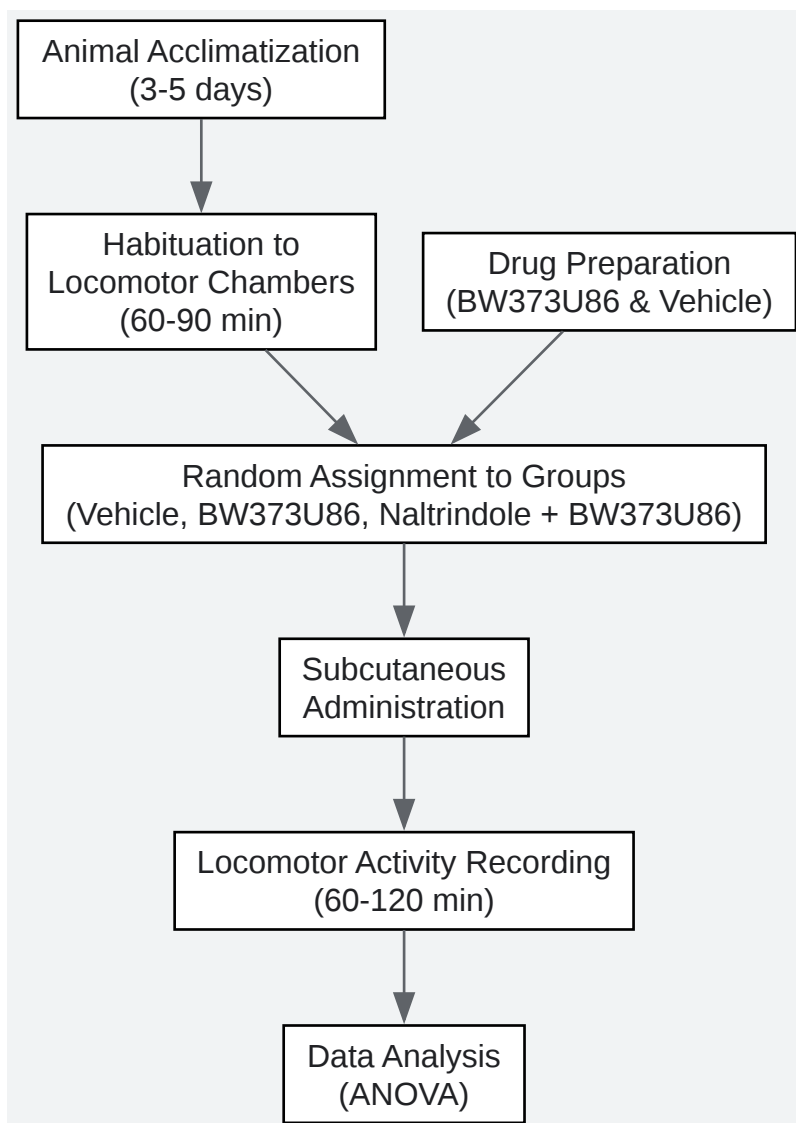 Animal Acclimatization
(3-5 days)
Habituation to
Locomotor Chambers
(60-90 min)
Drug Preparation
(BW373U86 & Vehicle)
Random Assignment to Groups
(Vehicle, BW373U86, Naltrindole + BW373U86)
Subcutaneous
Administration
Locomotor Activity Recording
(60-120 min)
Data Analysis
(ANOVA)